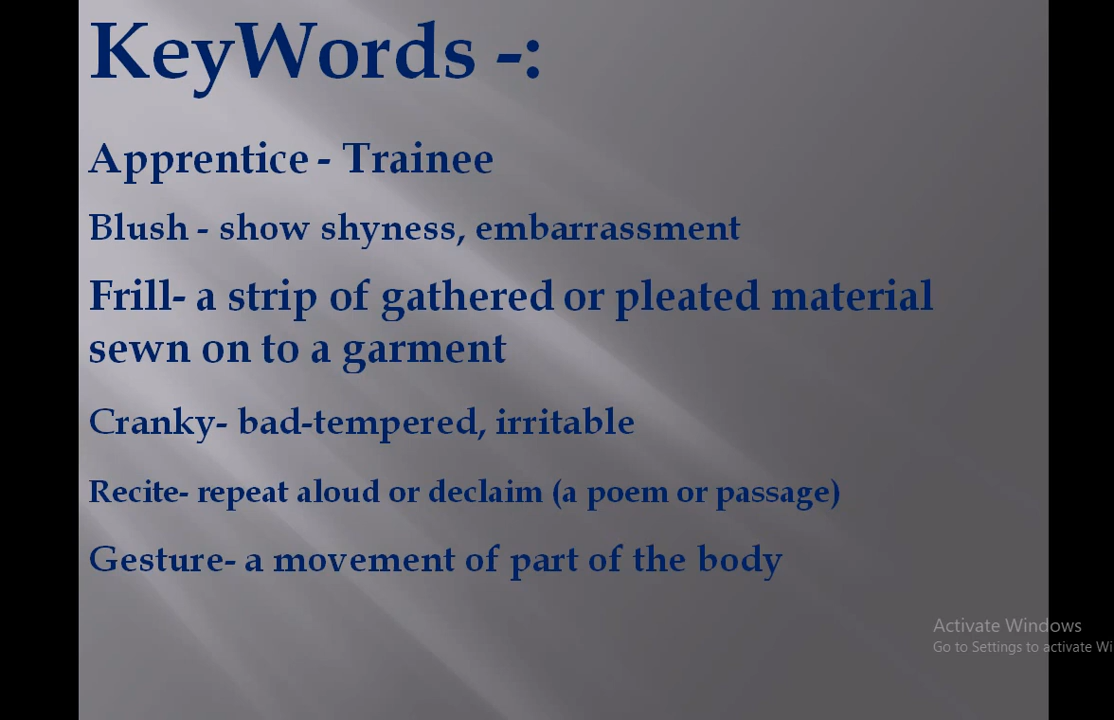 KeyWords -:
Apprentice - Trainee
Blush - show shyness, embarrassment
Frill- a strip of gathered or pleated material
sewn on to a garment
Cranky- bad-tempered, irritable
Recite- repeat aloud or declaim (a poem or passage)
Gesture- a movement of part of the body
Activate Windows
Go to Settings to activate Wi